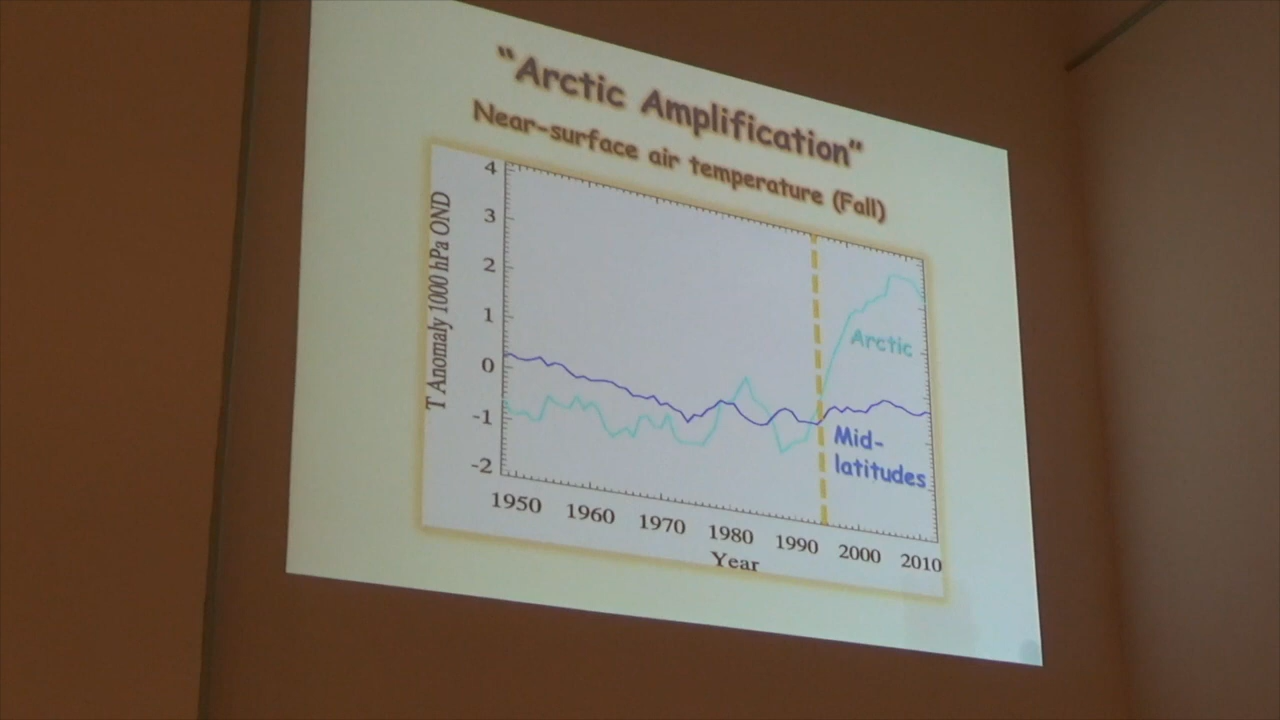 “Arctic Amplification”
Near-surface air temperature (Fall)
T Anomaly 1000 hPa OND
4
3
2
1
0
-1
-2
Arctic
Mid-
latitudes
1950 1960 1970 1980 1990 2000 2010
Year